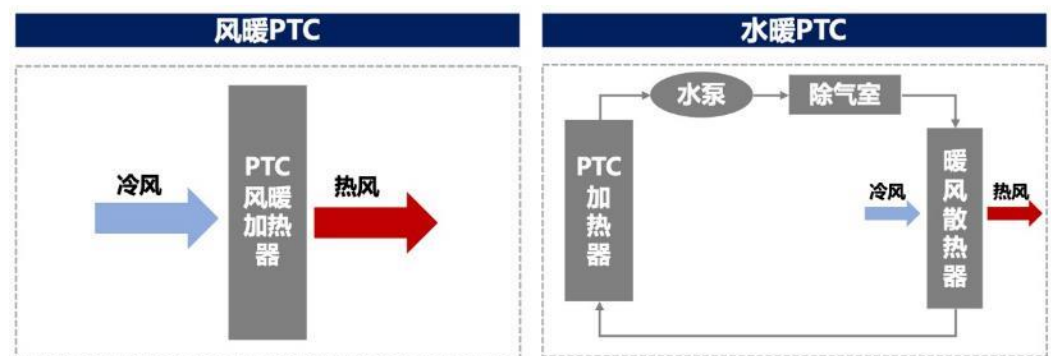 风暖PTC
冷风
PTC
风暖
加热
器
热风
水暖PTC
水泵
除气室
PTC
加
热
器
冷风
暖
风
散
热
器
热风